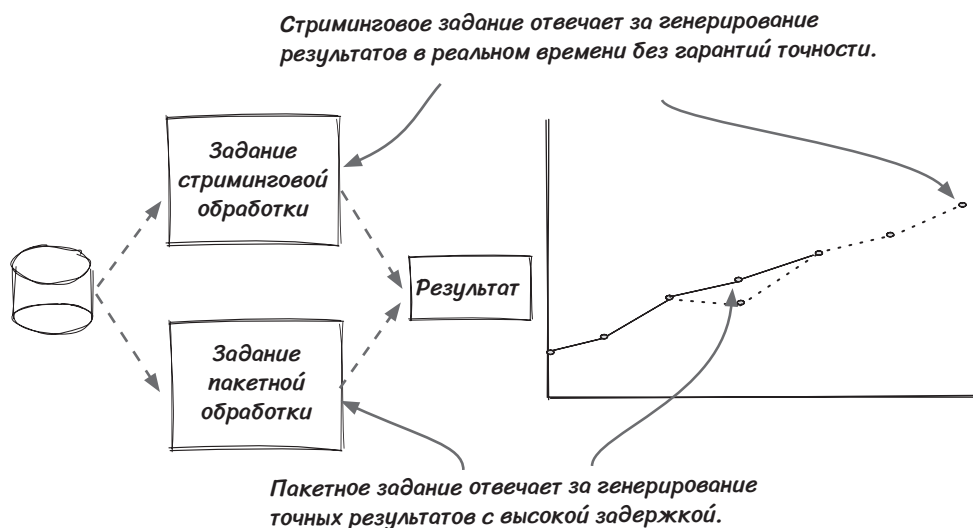 Стриминговое задание отвечает за генерирование
результатов в реальном времени без гарантий точности.
Задание
стриминговой
обработки
Результат
Задание
пакетной
обработки
Пакетное задание отвечает за генерирование
точных результатов с высокой задержкой.